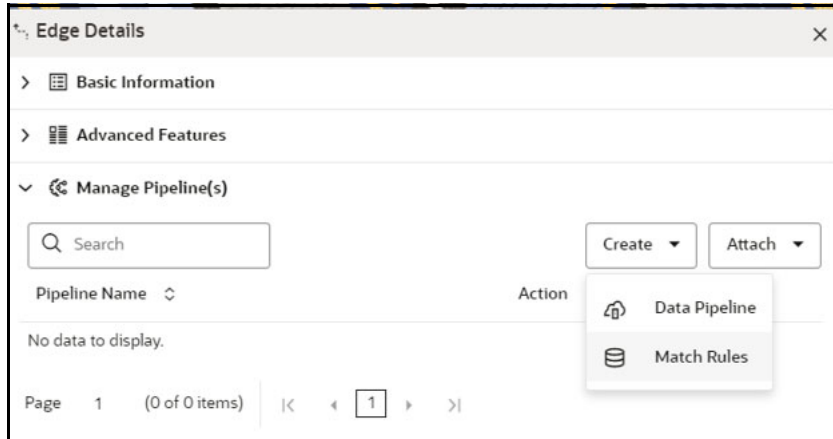 Edge Details
Basic Information
Advanced Features
Manage Pipeline(s)
Search
Create
Attach
Pipeline Name
Action
Data Pipeline
No data to display.
Match Rules
Page 1 (0 of 0 items) 1